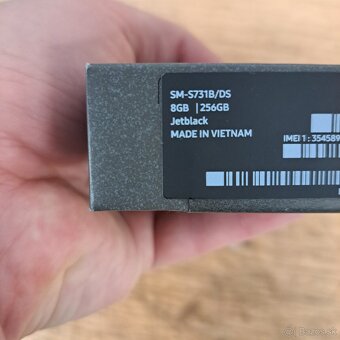 SM-S731B/DS
8GB | 256GB
Jetblack
MADE IN VIETNAM
IMEI 1 : 354589